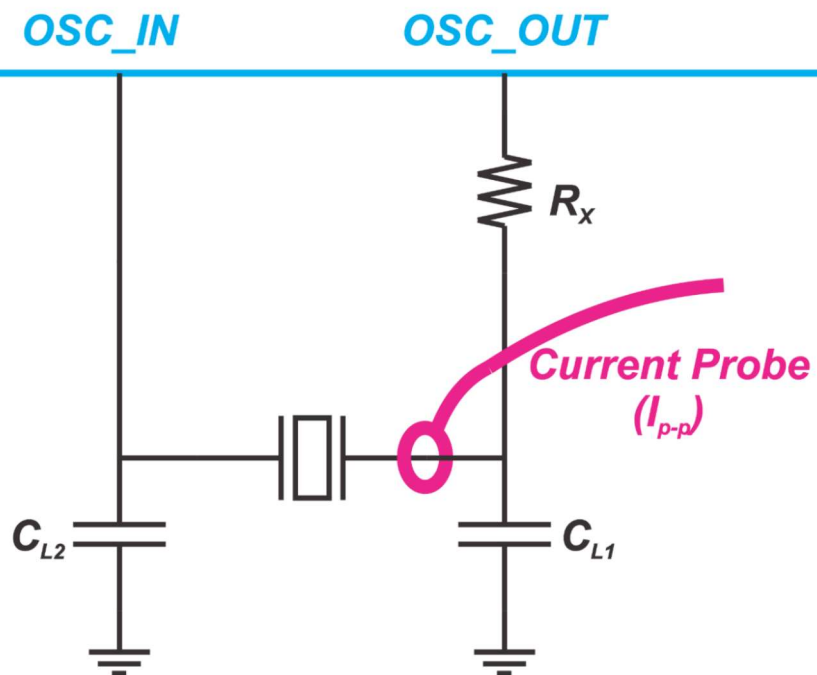 OSC_IN
OSC_OUT
Rx
Current Probe
(Ip-p)
CL2
CL1